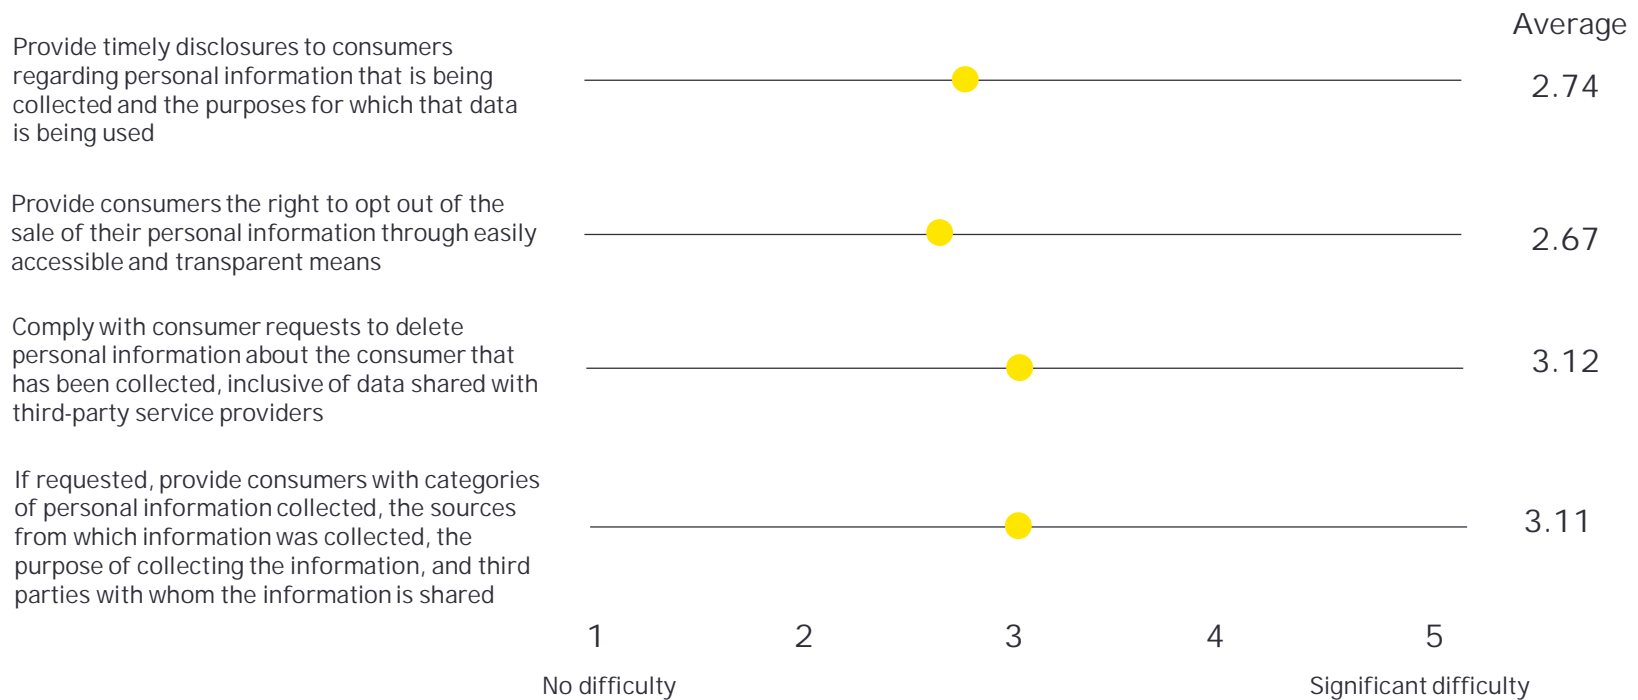 Average
Provide timely disclosures to consumers
regarding personal information that is being
collected and the purposes for which that data
is being used
2.74
Provide consumers the right to opt out of the
sale of their personal information through easily
accessible and transparent means
2.67
Comply with consumer requests to delete
personal information about the consumer that
has been collected, inclusive of data shared with
third-party service providers
3.12
If requested, provide consumers with categories
of personal information collected, the sources
from which information was collected, the
purpose of collecting the information, and third
parties with whom the information is shared
3.11
1 2 3 4 5
No difficulty Significant difficulty